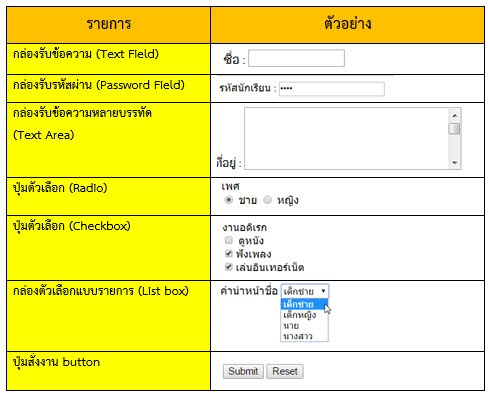 รายการ
ตัวอย่าง
กล่องรับข้อความ (Text Field)
ชื่อ :
กล่องรับรหัสผ่าน (Password Field)
รหัสนักเรียน : ••••
กล่องรับข้อความหลายบรรทัด
(Text Area)
ที่อยู่ :
ปุ่มตัวเลือก (Radio)
เพศ
ชาย หญิง
ปุ่มตัวเลือก (Checkbox)
งานอดิเรก
ดูหนัง
ฟังเพลง
เล่นอินเทอร์เน็ต
กล่องตัวเลือกแบบรายการ (List box)
คำนำหน้าชื่อ เด็กชาย
เด็กชาย
เด็กหญิง
นาย
นางสาว
ปุ่มสั่งงาน button
Submit Reset